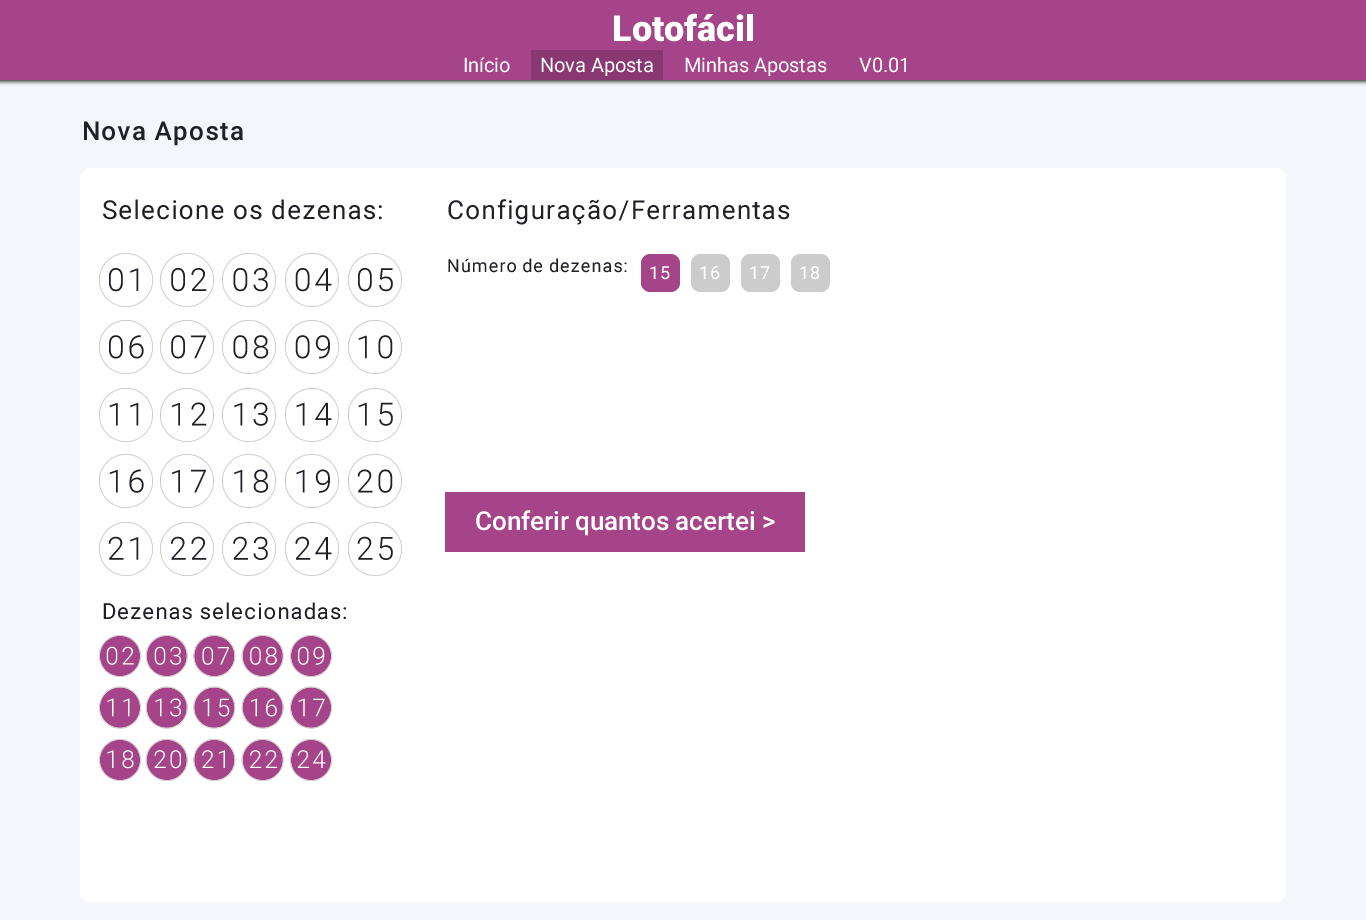 Lotofácil
Início Nova Aposta Minhas Apostas V0.01
Nova Aposta
Selecione os dezenas:
01 02 03 04 05
06 07 08 09 10
11 12 13 14 15
16 17 18 19 20
21 22 23 24 25
Dezenas selecionadas:
02 03 07 08 09
11 13 15 16 17
18 20 21 22 24
Configuração/Ferramentas
Número de dezenas: 15 16 17 18
Conferir quantos acertei >